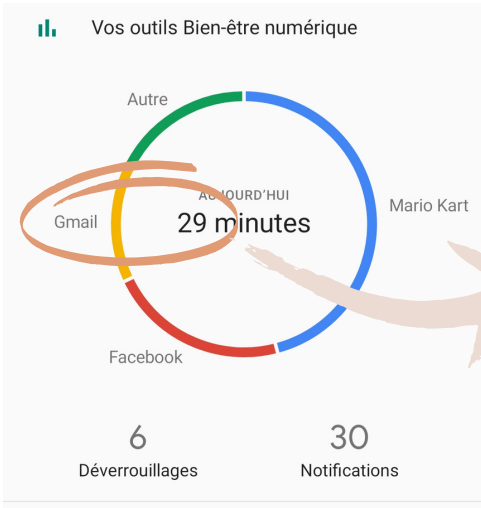 Vos outils Bien-être numérique
Autre
AUJOURD'HUI
Mario Kart
Gmail
29 minutes
Facebook
6
30
Déverrouillages
Notifications